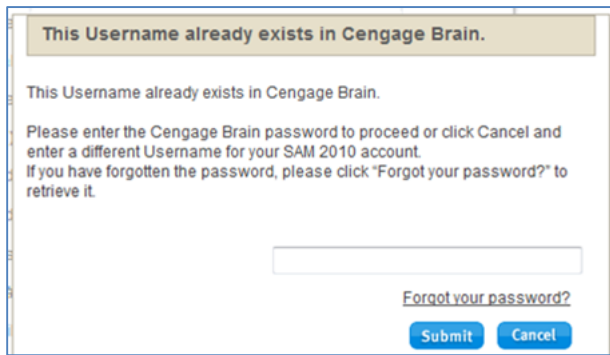 This Username already exists in Cengage Brain.
This Username already exists in Cengage Brain.
Please enter the Cengage Brain password to proceed or click Cancel and
enter a different Username for your SAM 2010 account.
If you have forgotten the password, please click “Forgot your password?” to
retrieve it.
Forgot your password?
Submit Cancel